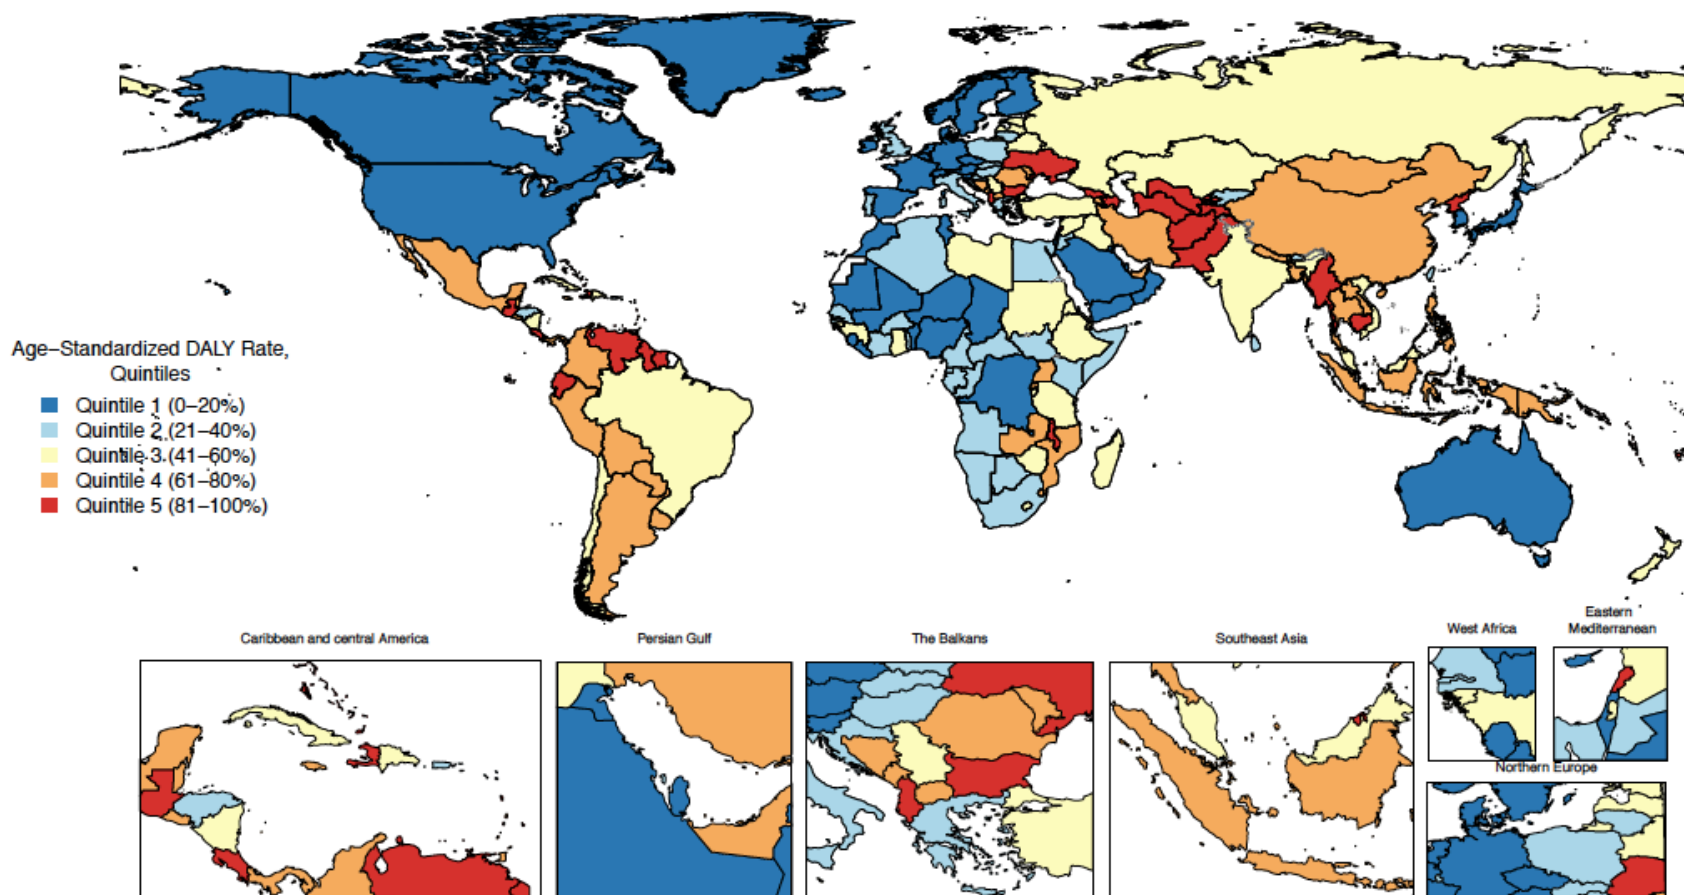 Age–Standardized DALY Rate,
Quintiles
Quintile 1 (0–20%)
Quintile 2 (21–40%)
Quintile 3 (41–60%)
Quintile 4 (61–80%)
Quintile 5 (81–100%)
Caribbean and central America
Persian Gulf
The Balkans
Southeast Asia
West Africa
Eastern
Mediterranean
Northern Europe